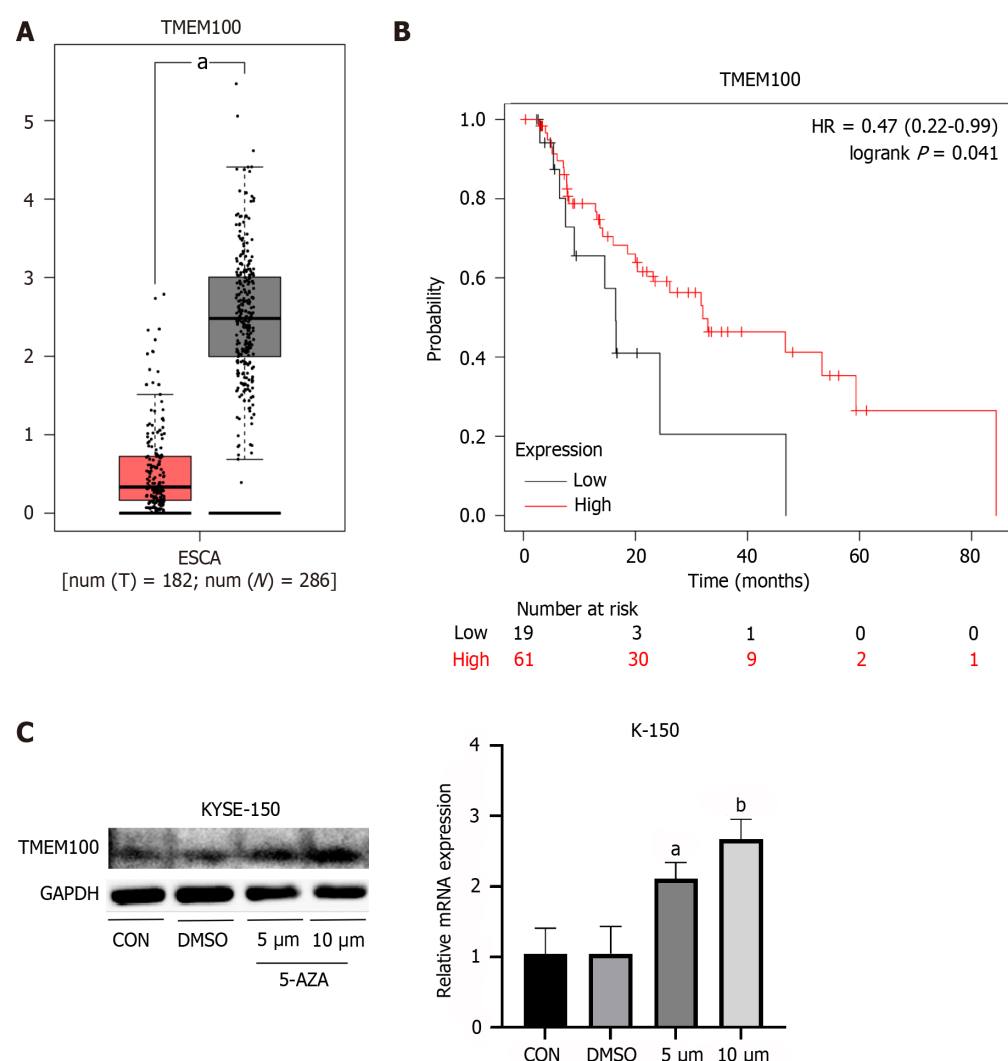 A
TMEM100
a
5
4
3
2
1
0
ESCA
[num (T) = 182; num (N) = 286]
B
TMEM100
HR = 0.47 (0.22-0.99)
logrank P = 0.041
Probability
1.0
0.8
0.6
0.4
0.2
0.0
Expression
Low
High
0 20 40 60 80
Time (months)
Number at risk
Low 19 3 1 0 0
High 61 30 9 2 1
C
KYSE-150
TMEM100
GAPDH
CON DMSO 5 µm 10 µm
5-AZA
K-150
Relative mRNA expression
4
3
2
1
0
a
b
CON DMSO 5 µm 10 µm